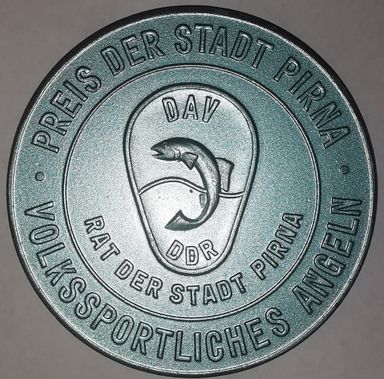 PREIS DER STADT PIRNA
DAV
DDR
RAT DER STADT PIRNA
VOLKSSPORTLICHES ANGELN